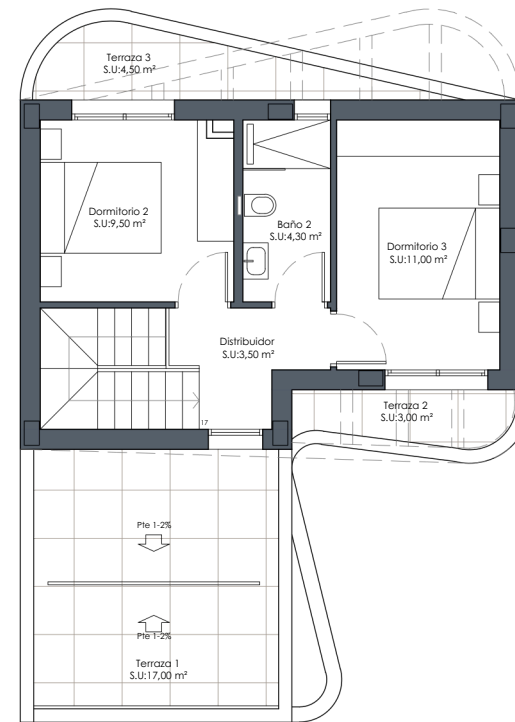 Terraza 3
S.U:4,50 m²
Dormitorio 2
S.U:9,50 m²
Baño 2
S.U:4,30 m²
Dormitorio 3
S.U:11,00 m²
Distribuidor
S.U:3,50 m²
Terraza 2
S.U:3,00 m²
17
Pte 1-2%
Pte 1-2%
Terraza 1
S.U:17,00 m²